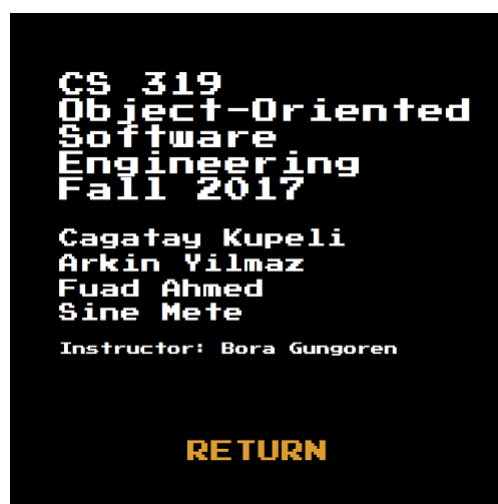 CS 319
Object-Oriented
Software
Engineering
Fall 2017
Cagatay Kupeli
Arkin Yilmaz
Fuad Ahmed
Sine Mete
Instructor: Bora Gungoren
RETURN